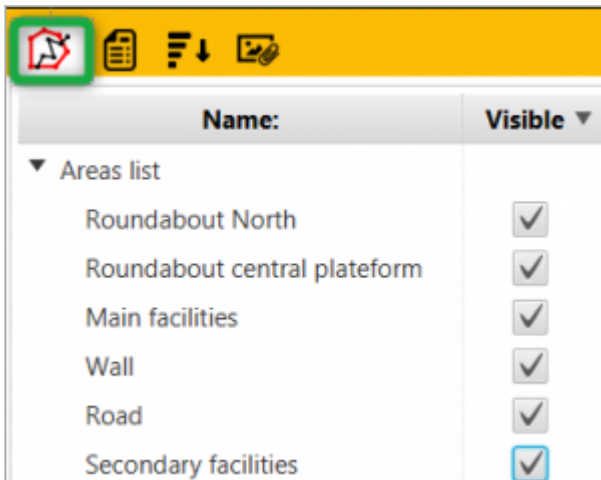 Name: Visible
Areas list
Roundabout North
Roundabout central plateform
Main facilities
Wall
Road
Secondary facilities